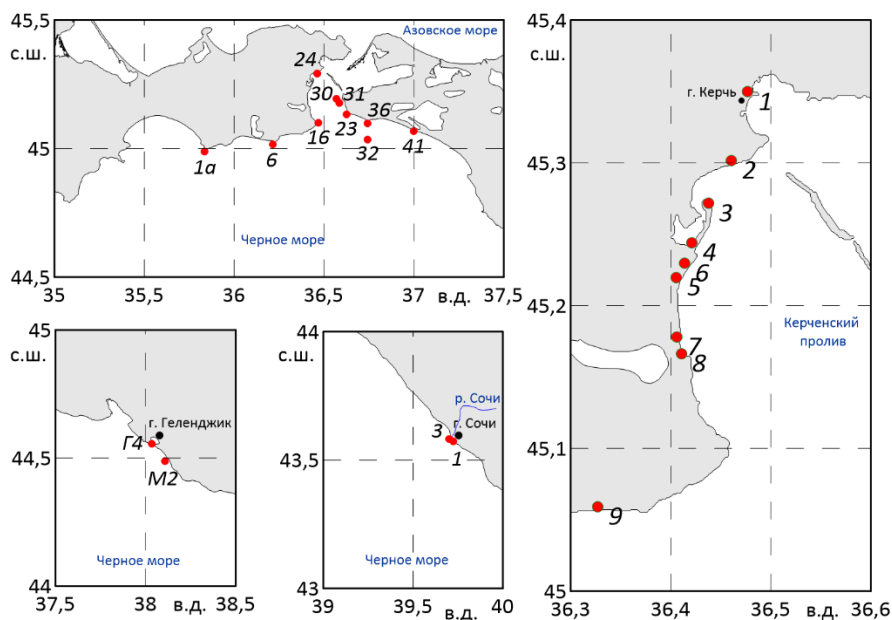 45,5
с.ш.
45
44,5
35
35,5
36
36,5
37
в.д.
37,5
Азовское море
24
30
31
36
16
23
32
41
1а
6
Черное море
45,4
45,3
45,2
45,1
45
36,3
36,4
36,5
36,6
с.ш.
в.д.
г. Керчь
1
2
3
4
6
5
7
8
9
Керченский
пролив
45
с.ш.
44,5
44
37,5
38
в.д.
38,5
г. Геленджик
Г4
М2
Черное море
44
с.ш.
43,5
43
39
39,5
в.д.
40
р. Сочи
г. Сочи
3
1
Черное море